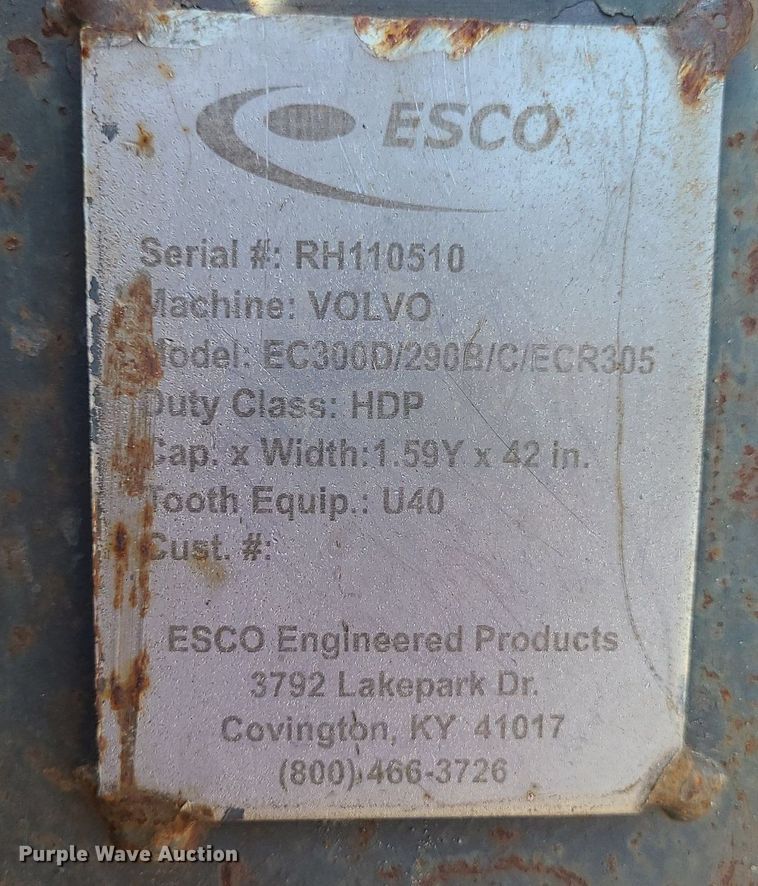 ESCO
Serial #: RH110510
Machine: VOLVO
Model: EC300D/290B/C/ECR305
Duty Class: HDP
Cap. x Width:1.59Y x 42 in.
Tooth Equip.: U40
Cust. #:
ESCO Engineered Products
3792 Lakepark Dr.
Covington, KY 41017
(800) 466-3726
Purple Wave Auction